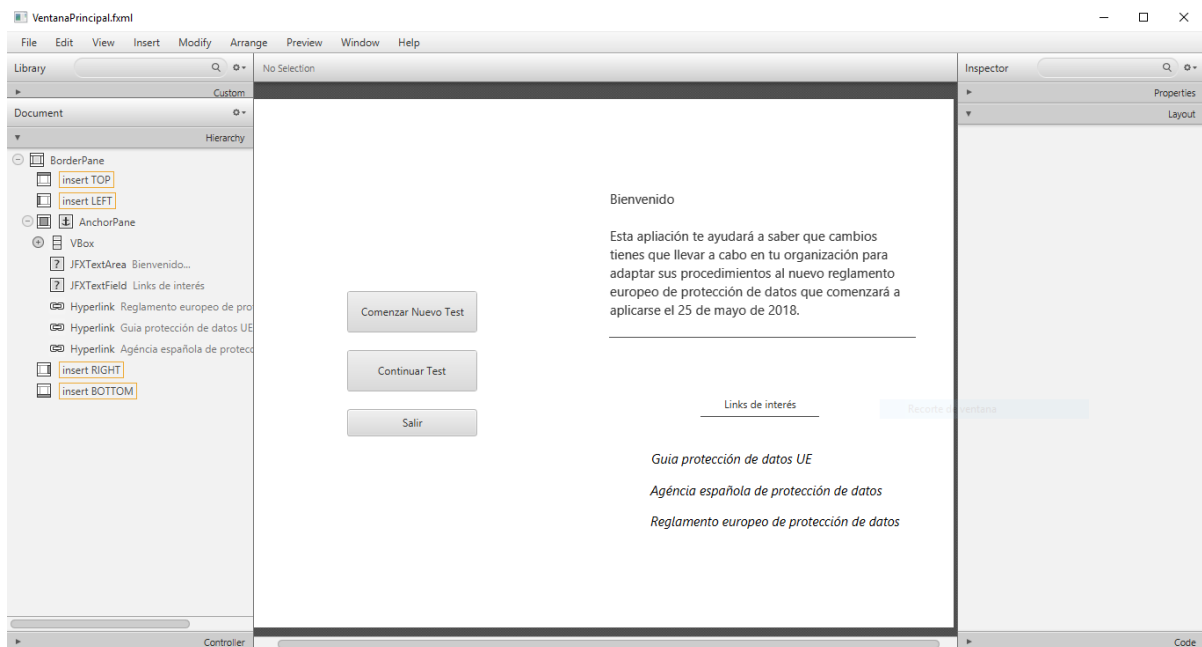 VentanaPrincipal.fxml
File Edit View Insert Modify Arrange Preview Window Help
Library
No Selection
Inspector
Custom
Properties
Document
Layout
Hierarchy
BorderPane
insert TOP
insert LEFT
AnchorPane
VBox
JFXTextArea Bienvenido...
JFXTextField Links de interés
Hyperlink Reglamento europeo de pro
Hyperlink Guia protección de datos UE
Hyperlink Agéncia española de protecc
insert RIGHT
insert BOTTOM
Comenzar Nuevo Test
Continuar Test
Salir
Bienvenido
Esta apliación te ayudará a saber que cambios
tienes que llevar a cabo en tu organización para
adaptar sus procedimientos al nuevo reglamento
europeo de protección de datos que comenzará a
aplicarse el 25 de mayo de 2018.
Links de interés
Recorte de ventana
Guia protección de datos UE
Agéncia española de protección de datos
Reglamento europeo de protección de datos
Controller
Code